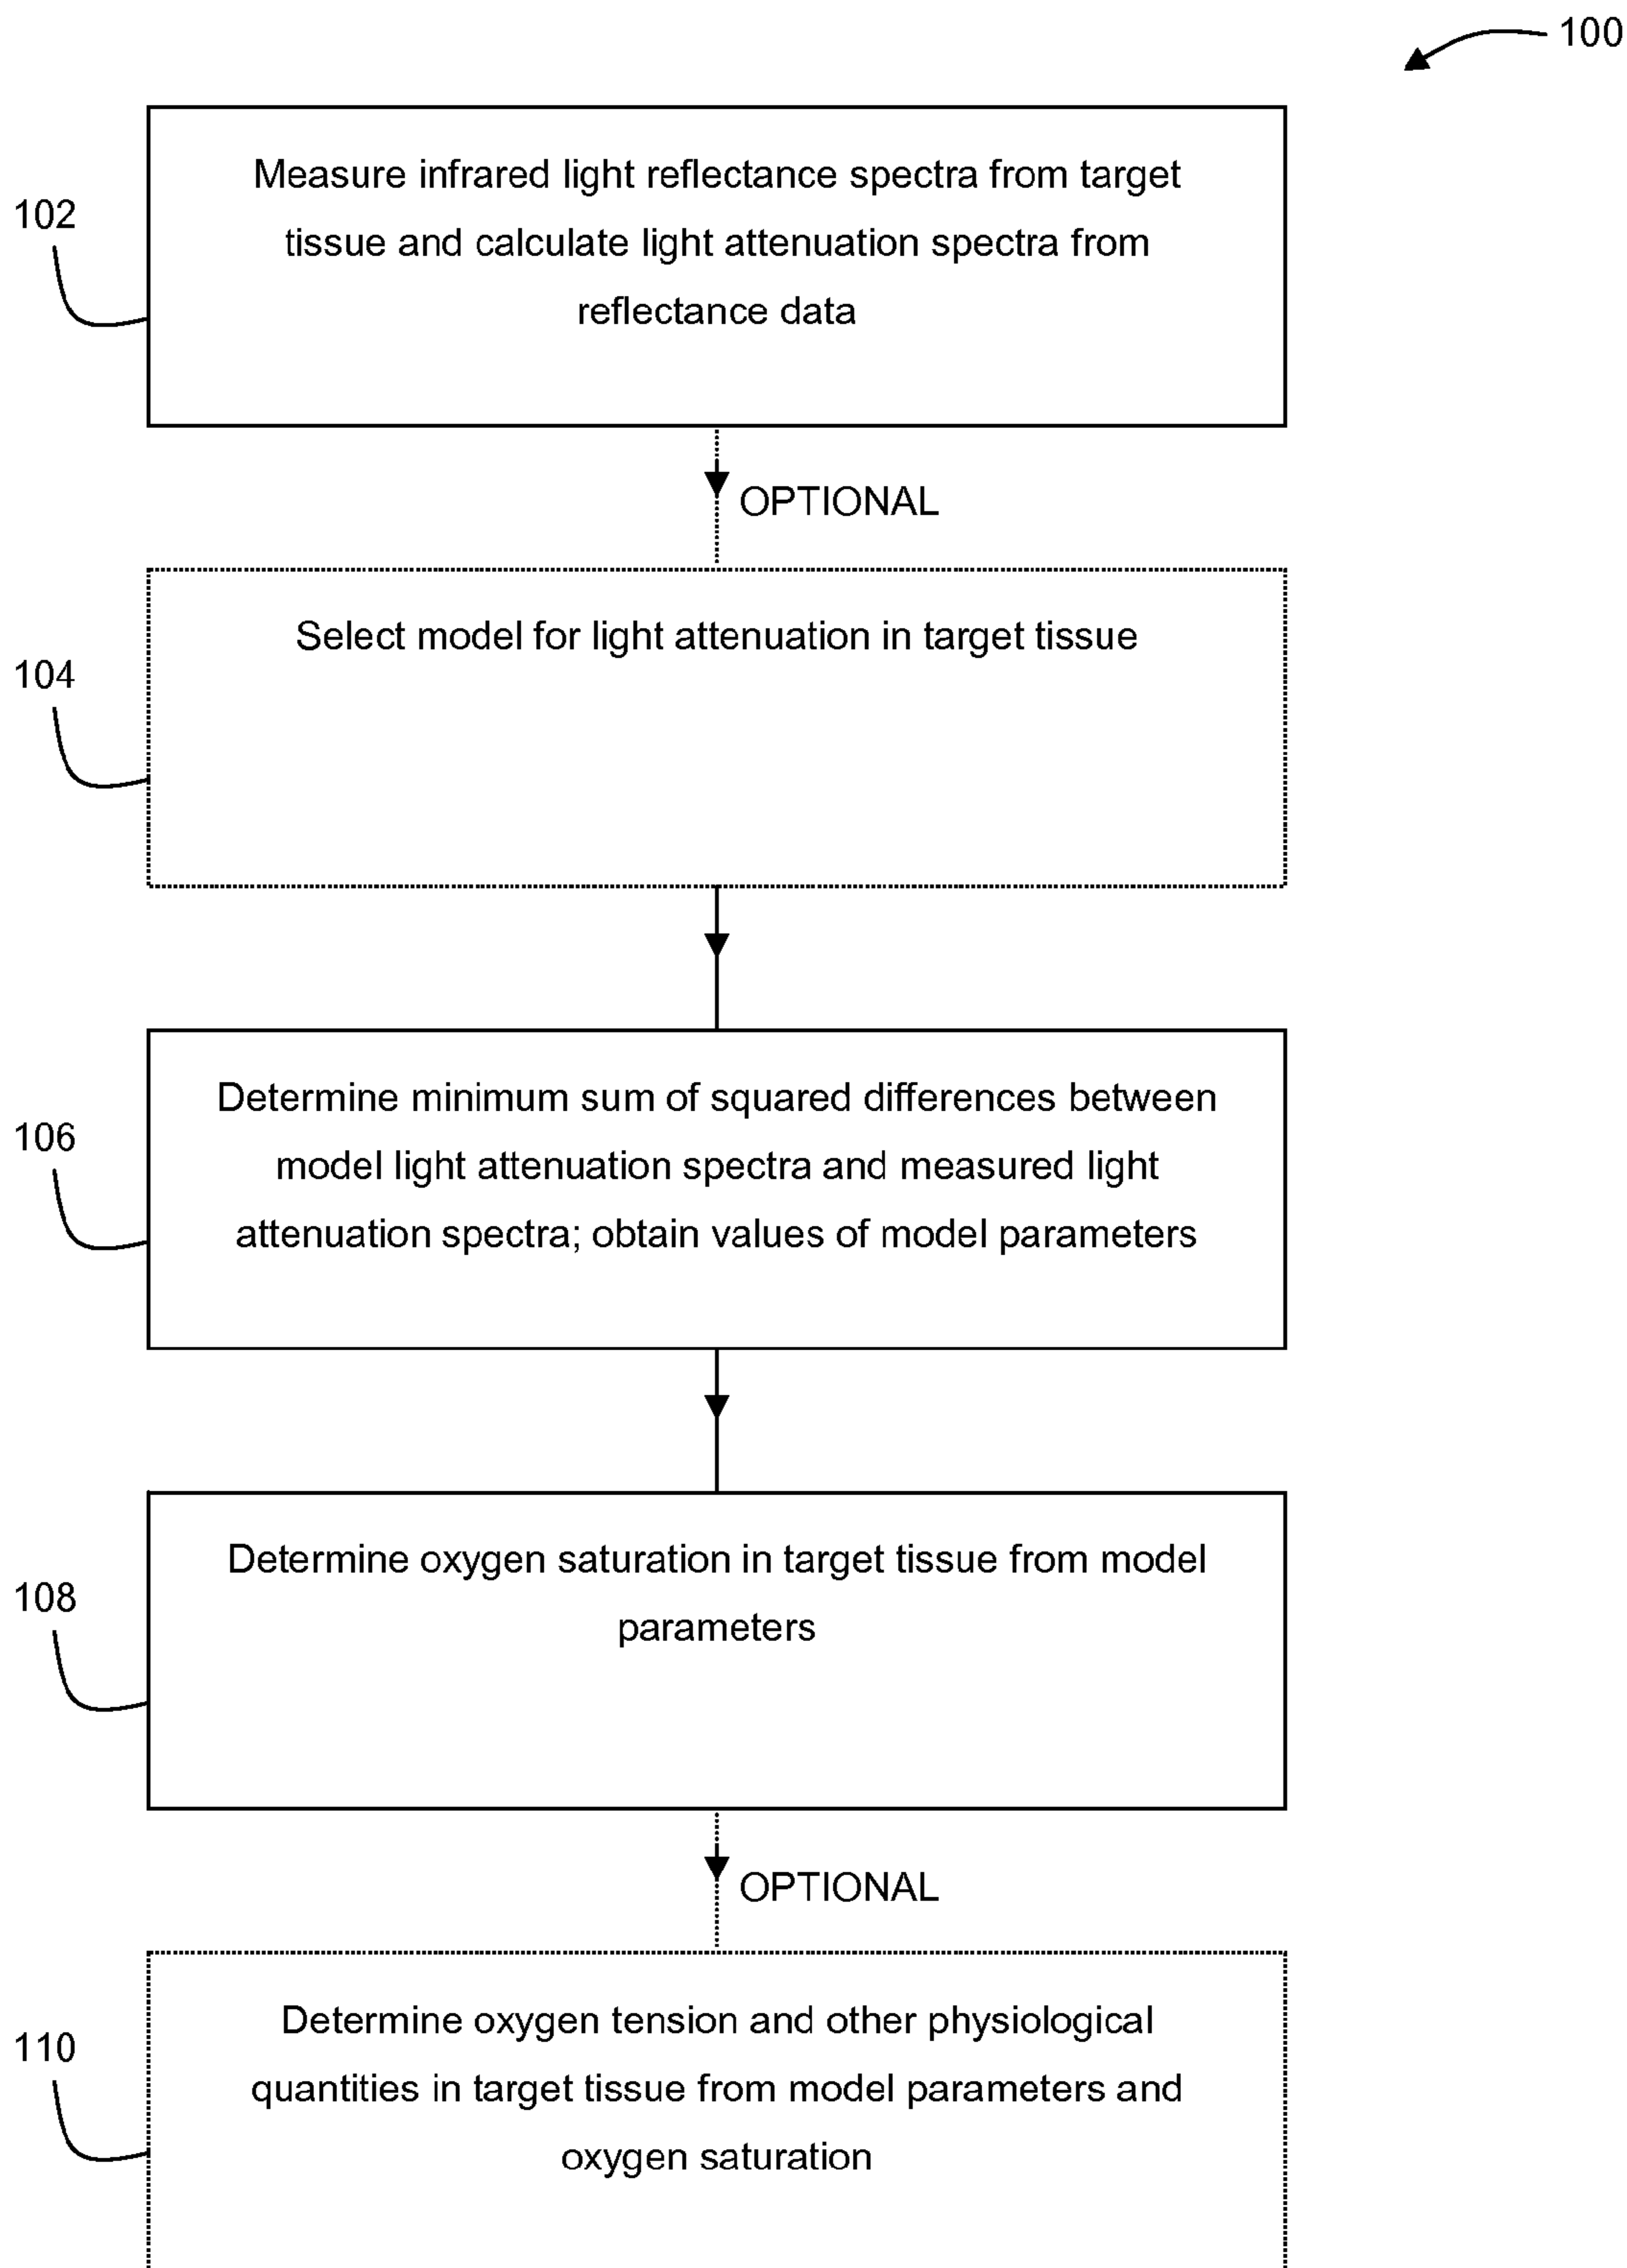 100
102
Measure infrared light reflectance spectra from target
tissue and calculate light attenuation spectra from
reflectance data
OPTIONAL
104
Select model for light attenuation in target tissue
106
Determine minimum sum of squared differences between
model light attenuation spectra and measured light
attenuation spectra; obtain values of model parameters
108
Determine oxygen saturation in target tissue from model
parameters
OPTIONAL
110
Determine oxygen tension and other physiological
quantities in target tissue from model parameters and
oxygen saturation